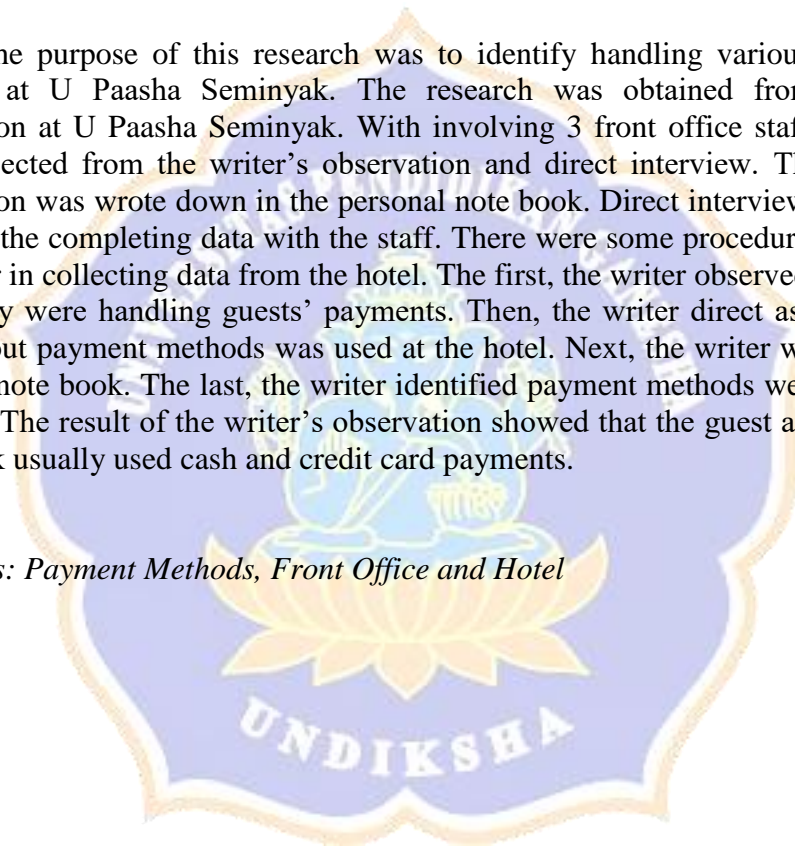 he purpose of this research was to identify handling variou
at U Paasha Seminyak. The research was obtained fror
on at U Paasha Seminyak. With involving 3 front office staf
ected from the writer's observation and direct interview. Tl
on was wrote down in the personal note book. Direct interview
the completing data with the staff. There were some procedur
r in collecting data from the hotel. The first, the writer observed
y were handling guests' payments. Then, the writer direct as
out payment methods was used at the hotel. Next, the writer w
note book. The last, the writer identified payment methods we
The result of the writer's observation showed that the guest a
k usually used cash and credit card payments.
s: Payment Methods, Front Office and Hotel
UNDIKSHA